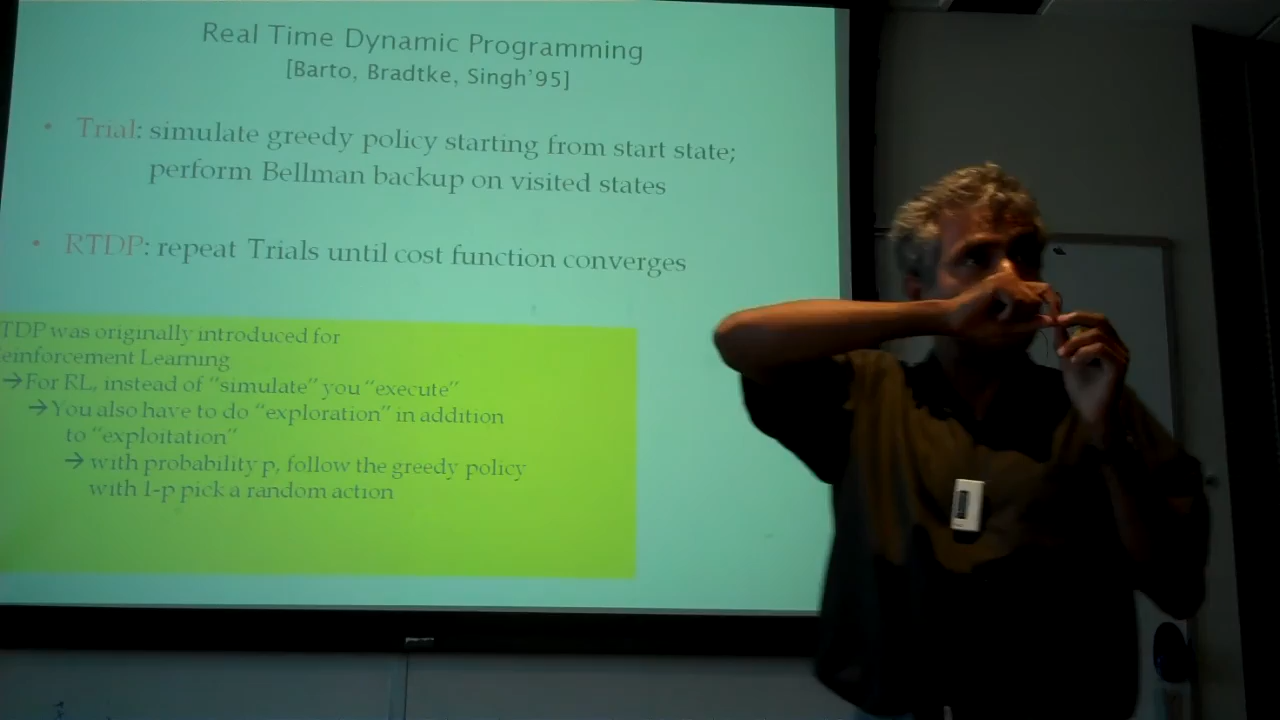 Real Time Dynamic Programming
[Barto, Bradtke, Singh'95]
• Trial: simulate greedy policy starting from start state;
perform Bellman backup on visited states
• RTDP: repeat Trials until cost function converges
TDP was originally introduced for
einforcement Learning
→For RL, instead of "simulate" you "execute"
→You also have to do "exploration" in addition
to "exploitation"
→ with probability p, follow the greedy policy
with 1-p pick a random action